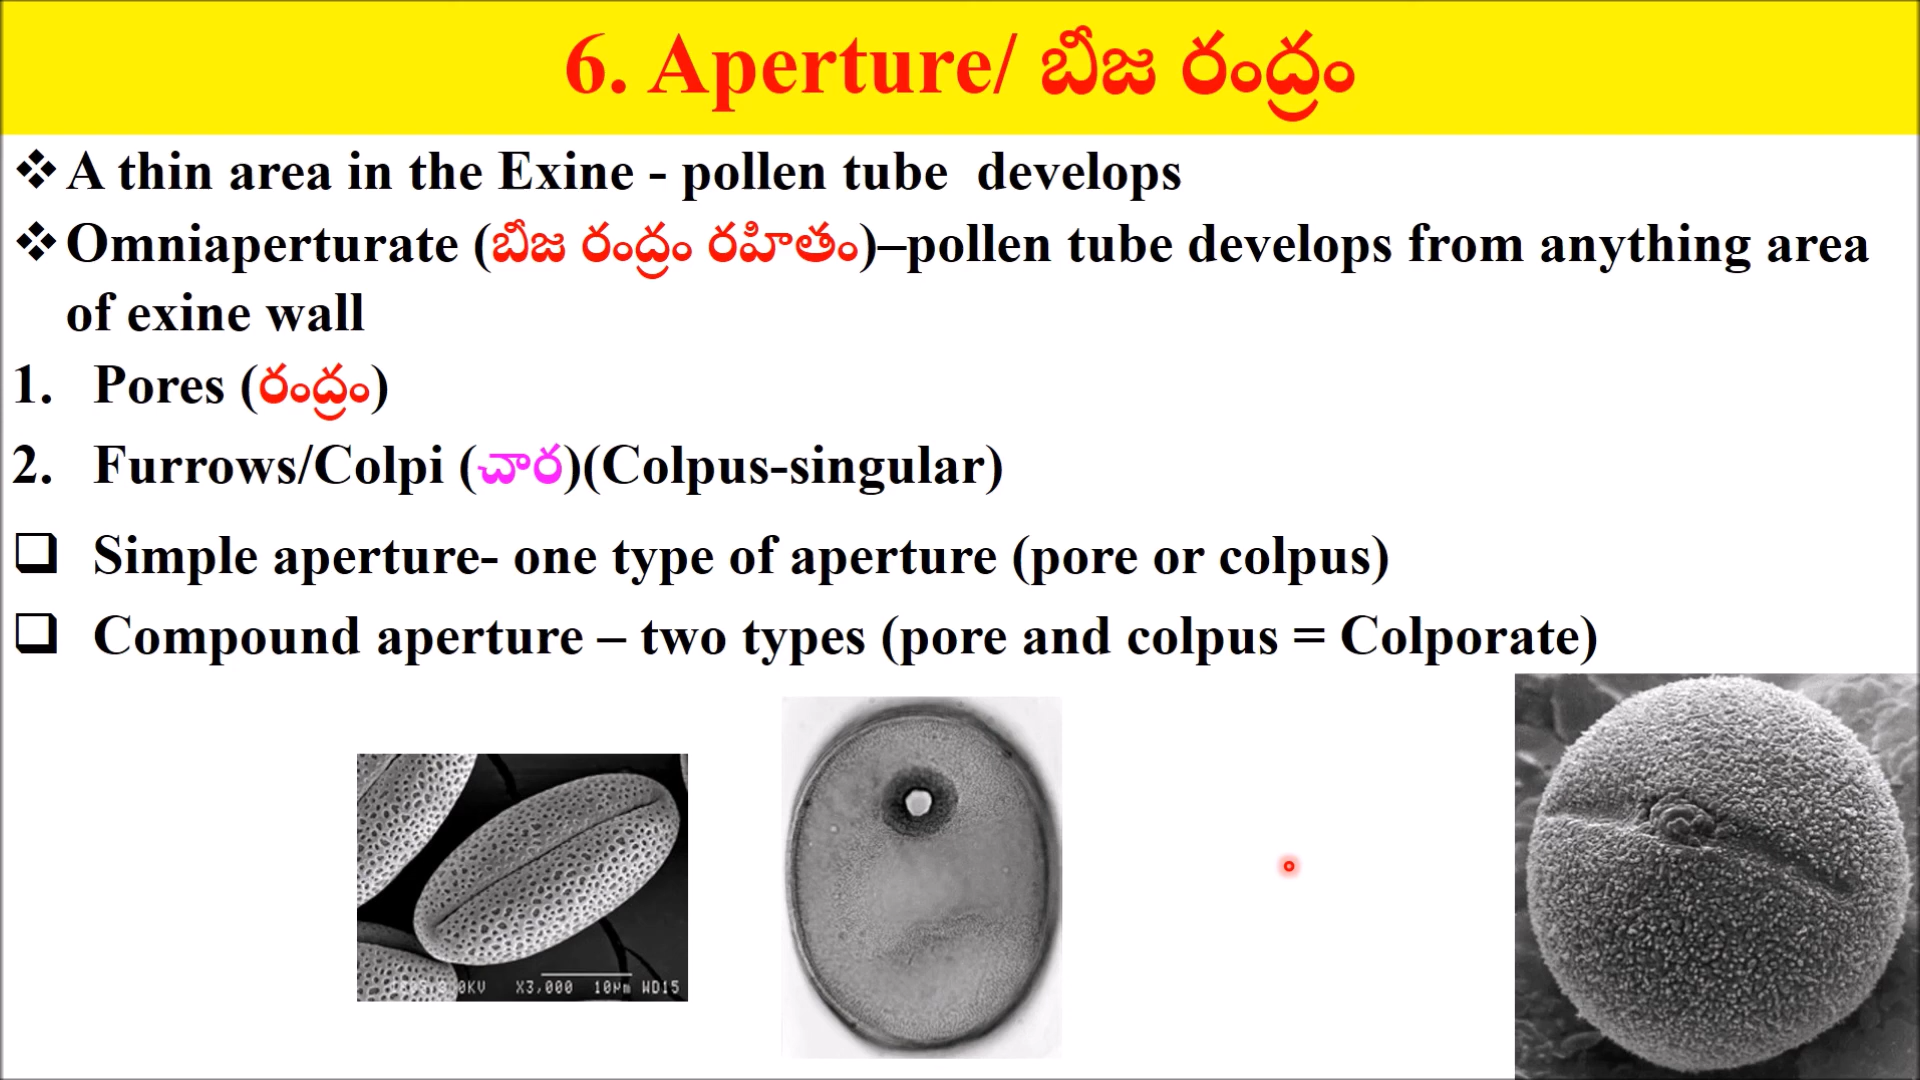 6. Aperture/ బీజ రంద్రం
❖A thin area in the Exine - pollen tube develops
❖Omniaperturate (బీజ రంద్రం రహితం)–pollen tube develops from anything area
of exine wall
1. Pores (రంద్రం)
2. Furrows/Colpi (చార)(Colpus-singular)
❑ Simple aperture- one type of aperture (pore or colpus)
❑ Compound aperture – two types (pore and colpus = Colporate)
X3,000 10μm WD15